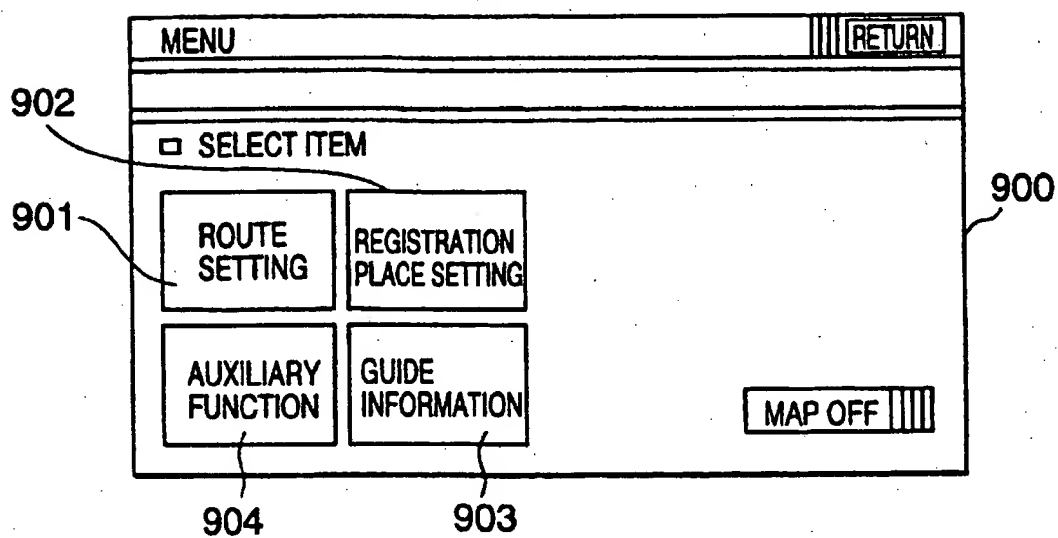 MENU
RETURN
902
SELECT ITEM
901
ROUTE
SETTING
REGISTRATION
PLACE SETTING
900
AUXILIARY
FUNCTION
GUIDE
INFORMATION
MAP OFF
904
903